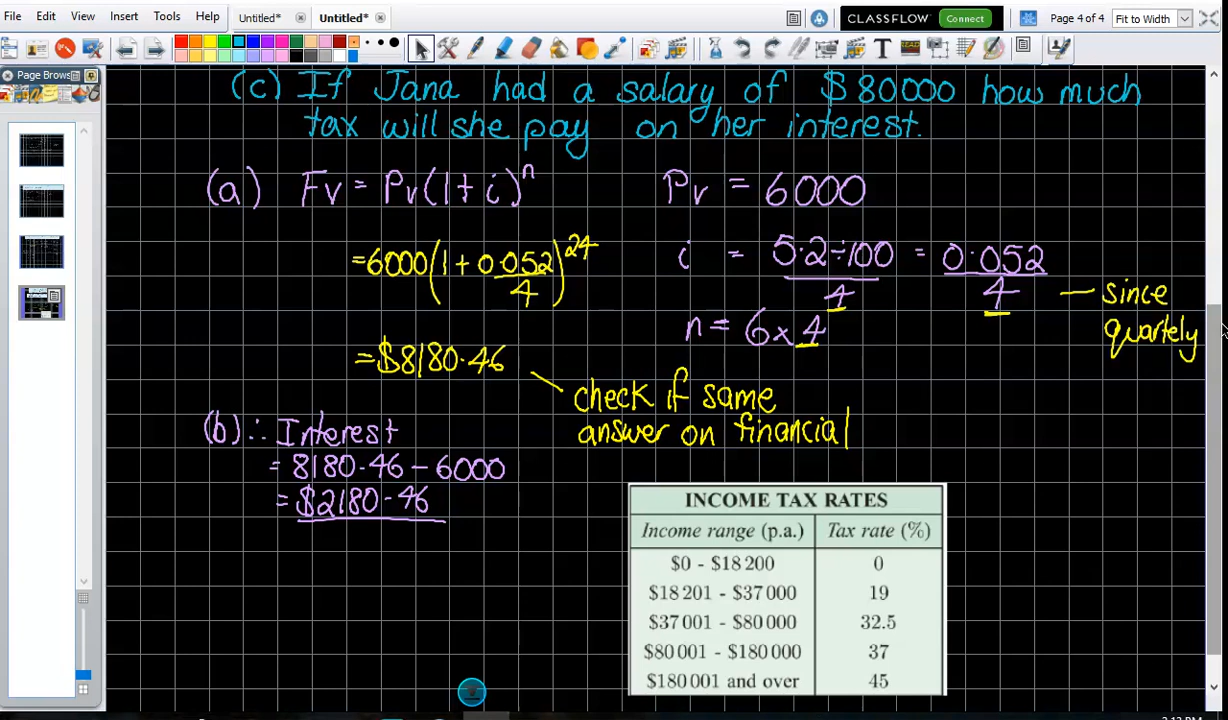 File Edit View Insert Tools Help Untitled* Untitled* CLASSFLOW Connect Page 4 of 4 Fit to Width
Page Brows
(c) If Jana had a salary of $80000 how much
tax will she pay on her interest.
(a) Fv = Pv(1+i)^n
Pv = 6000
=6000(1+0.052/4)^24
i = 5.2÷100/4 = 0.052/4 — since
quartely
n = 6x4
=$8180.46
check if same
answer on financial
(b) ∴ Interest
= 8180.46 - 6000
= $2180.46
INCOME TAX RATES
Income range (p.a.) Tax rate (%)
$0 - $18 200 0
$18 201 - $37 000 19
$37 001 - $80 000 32.5
$80 001 - $180 000 37
$180 001 and over 45